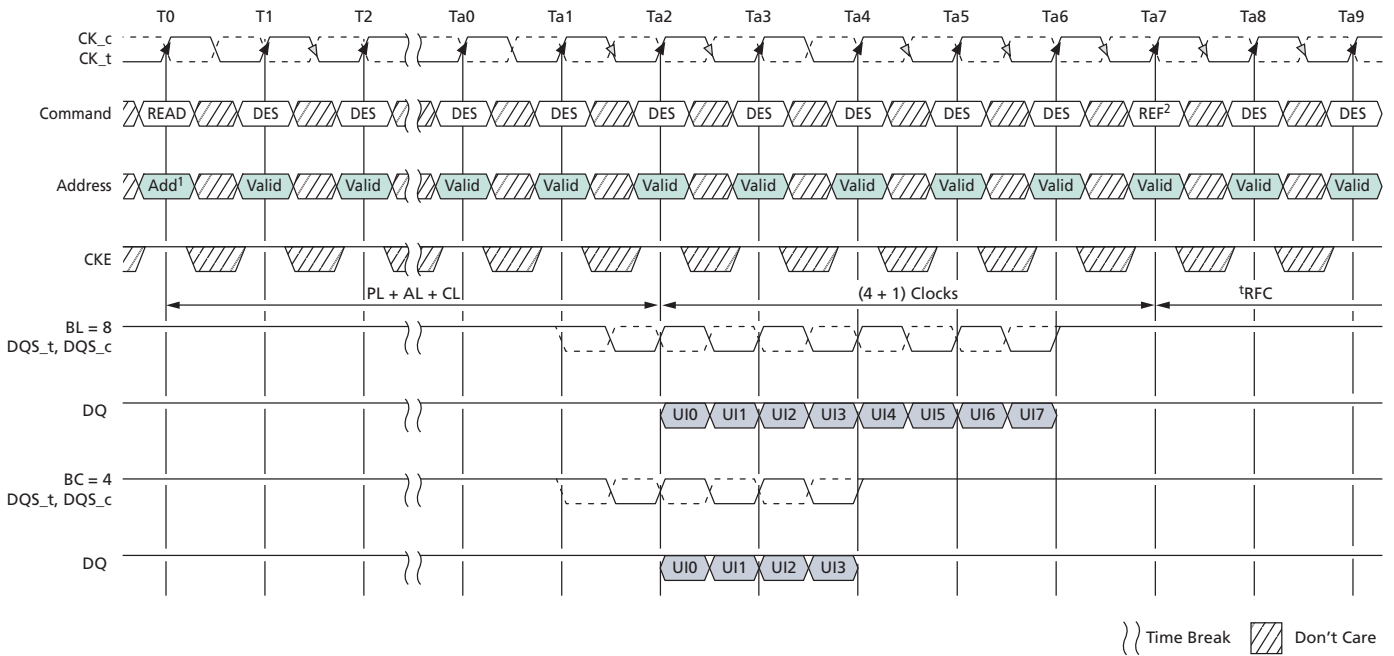 T0 T1 T2 Ta0 Ta1 Ta2 Ta3 Ta4 Ta5 Ta6 Ta7 Ta8 Ta9
CK_c
CK_t
Command READ DES DES DES DES DES DES DES DES DES REF² DES DES
Address Add¹ Valid Valid Valid Valid Valid Valid Valid Valid Valid Valid Valid Valid
CKE
PL + AL + CL (4 + 1) Clocks ᵗRFC
BL = 8
DQS_t, DQS_c
DQ UI0 UI1 UI2 UI3 UI4 UI5 UI6 UI7
BC = 4
DQS_t, DQS_c
DQ UI0 UI1 UI2 UI3
Time Break Don't Care